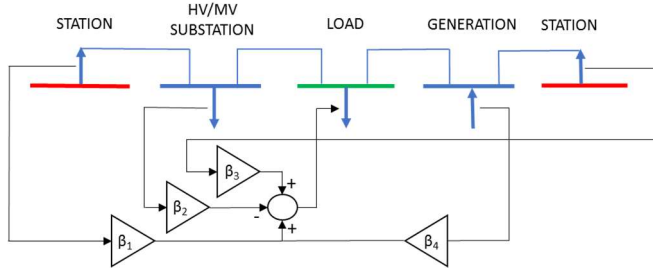 STATION
HV/MV
SUBSTATION
LOAD
GENERATION
STATION
β3
+
β2
-
+
β1
β4